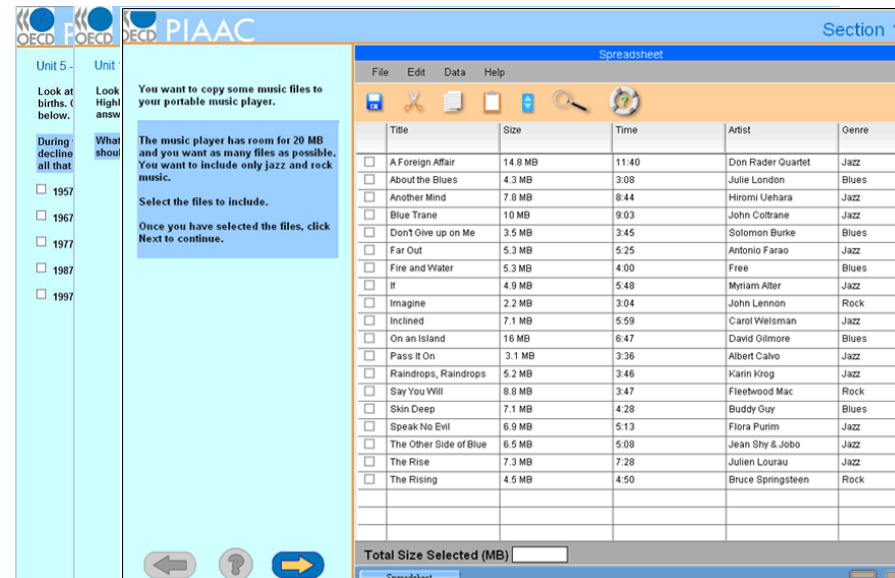 OECD
OECD
OECD PIAAC
Section 1
Unit 5 -
Look at
births.
below.
During
decline
all that
1957
1967
1977
1987
1997
Unit
Look
Highl
answ
What
shoul
You want to copy some music files to
your portable music player.
The music player has room for 20 MB
and you want as many files as possible.
You want to include only jazz and rock
music.
Select the files to include.
Once you have selected the files, click
Next to continue.
Spreadsheet
File Edit Data Help
Title Size Time Artist Genre
A Foreign Affair 14.8 MB 11:40 Don Rader Quartet Jazz
About the Blues 4.3 MB 3:08 Julie London Blues
Another Mind 7.8 MB 8:44 Hiromi Uehara Jazz
Blue Trane 10 MB 9:03 John Coltrane Jazz
Don't Give up on Me 3.5 MB 3:45 Solomon Burke Blues
Far Out 5.3 MB 5:25 Antonio Farao Jazz
Fire and Water 5.3 MB 4:00 Free Blues
If 4.9 MB 5:48 Myriam Alter Jazz
Imagine 2.2 MB 3:04 John Lennon Rock
Inclined 7.1 MB 5:59 Carol Welsman Jazz
On an Island 16 MB 6:47 David Gilmore Blues
Pass It On 3.1 MB 3:36 Albert Calvo Jazz
Raindrops, Raindrops 5.2 MB 3:46 Karin Krog Jazz
Say You Will 8.8 MB 3:47 Fleetwood Mac Rock
Skin Deep 7.1 MB 4:28 Buddy Guy Blues
Speak No Evil 6.9 MB 5:13 Flora Purim Jazz
The Other Side of Blue 6.5 MB 5:08 Jean Shy & Jobo Jazz
The Rise 7.3 MB 7:28 Julien Lourau Jazz
The Rising 4.5 MB 4:50 Bruce Springsteen Rock
Total Size Selected (MB)
Spreadsheet